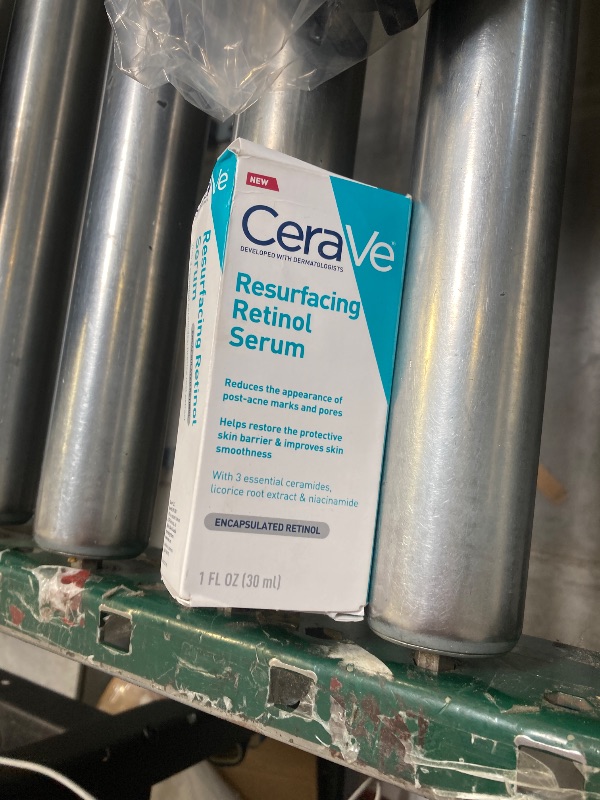 NEW
CeraVe
DEVELOPED WITH DERMATOLOGISTS
Resurfacing
Retinol
Serum
Reduces the appearance of
post-acne marks and pores
Helps restore the protective
skin barrier & improves skin
smoothness
With 3 essential ceramides,
licorice root extract & niacinamide
ENCAPSULATED RETINOL
1 FL OZ (30 ml)
Ve
Resurfacing Retinol
Serum